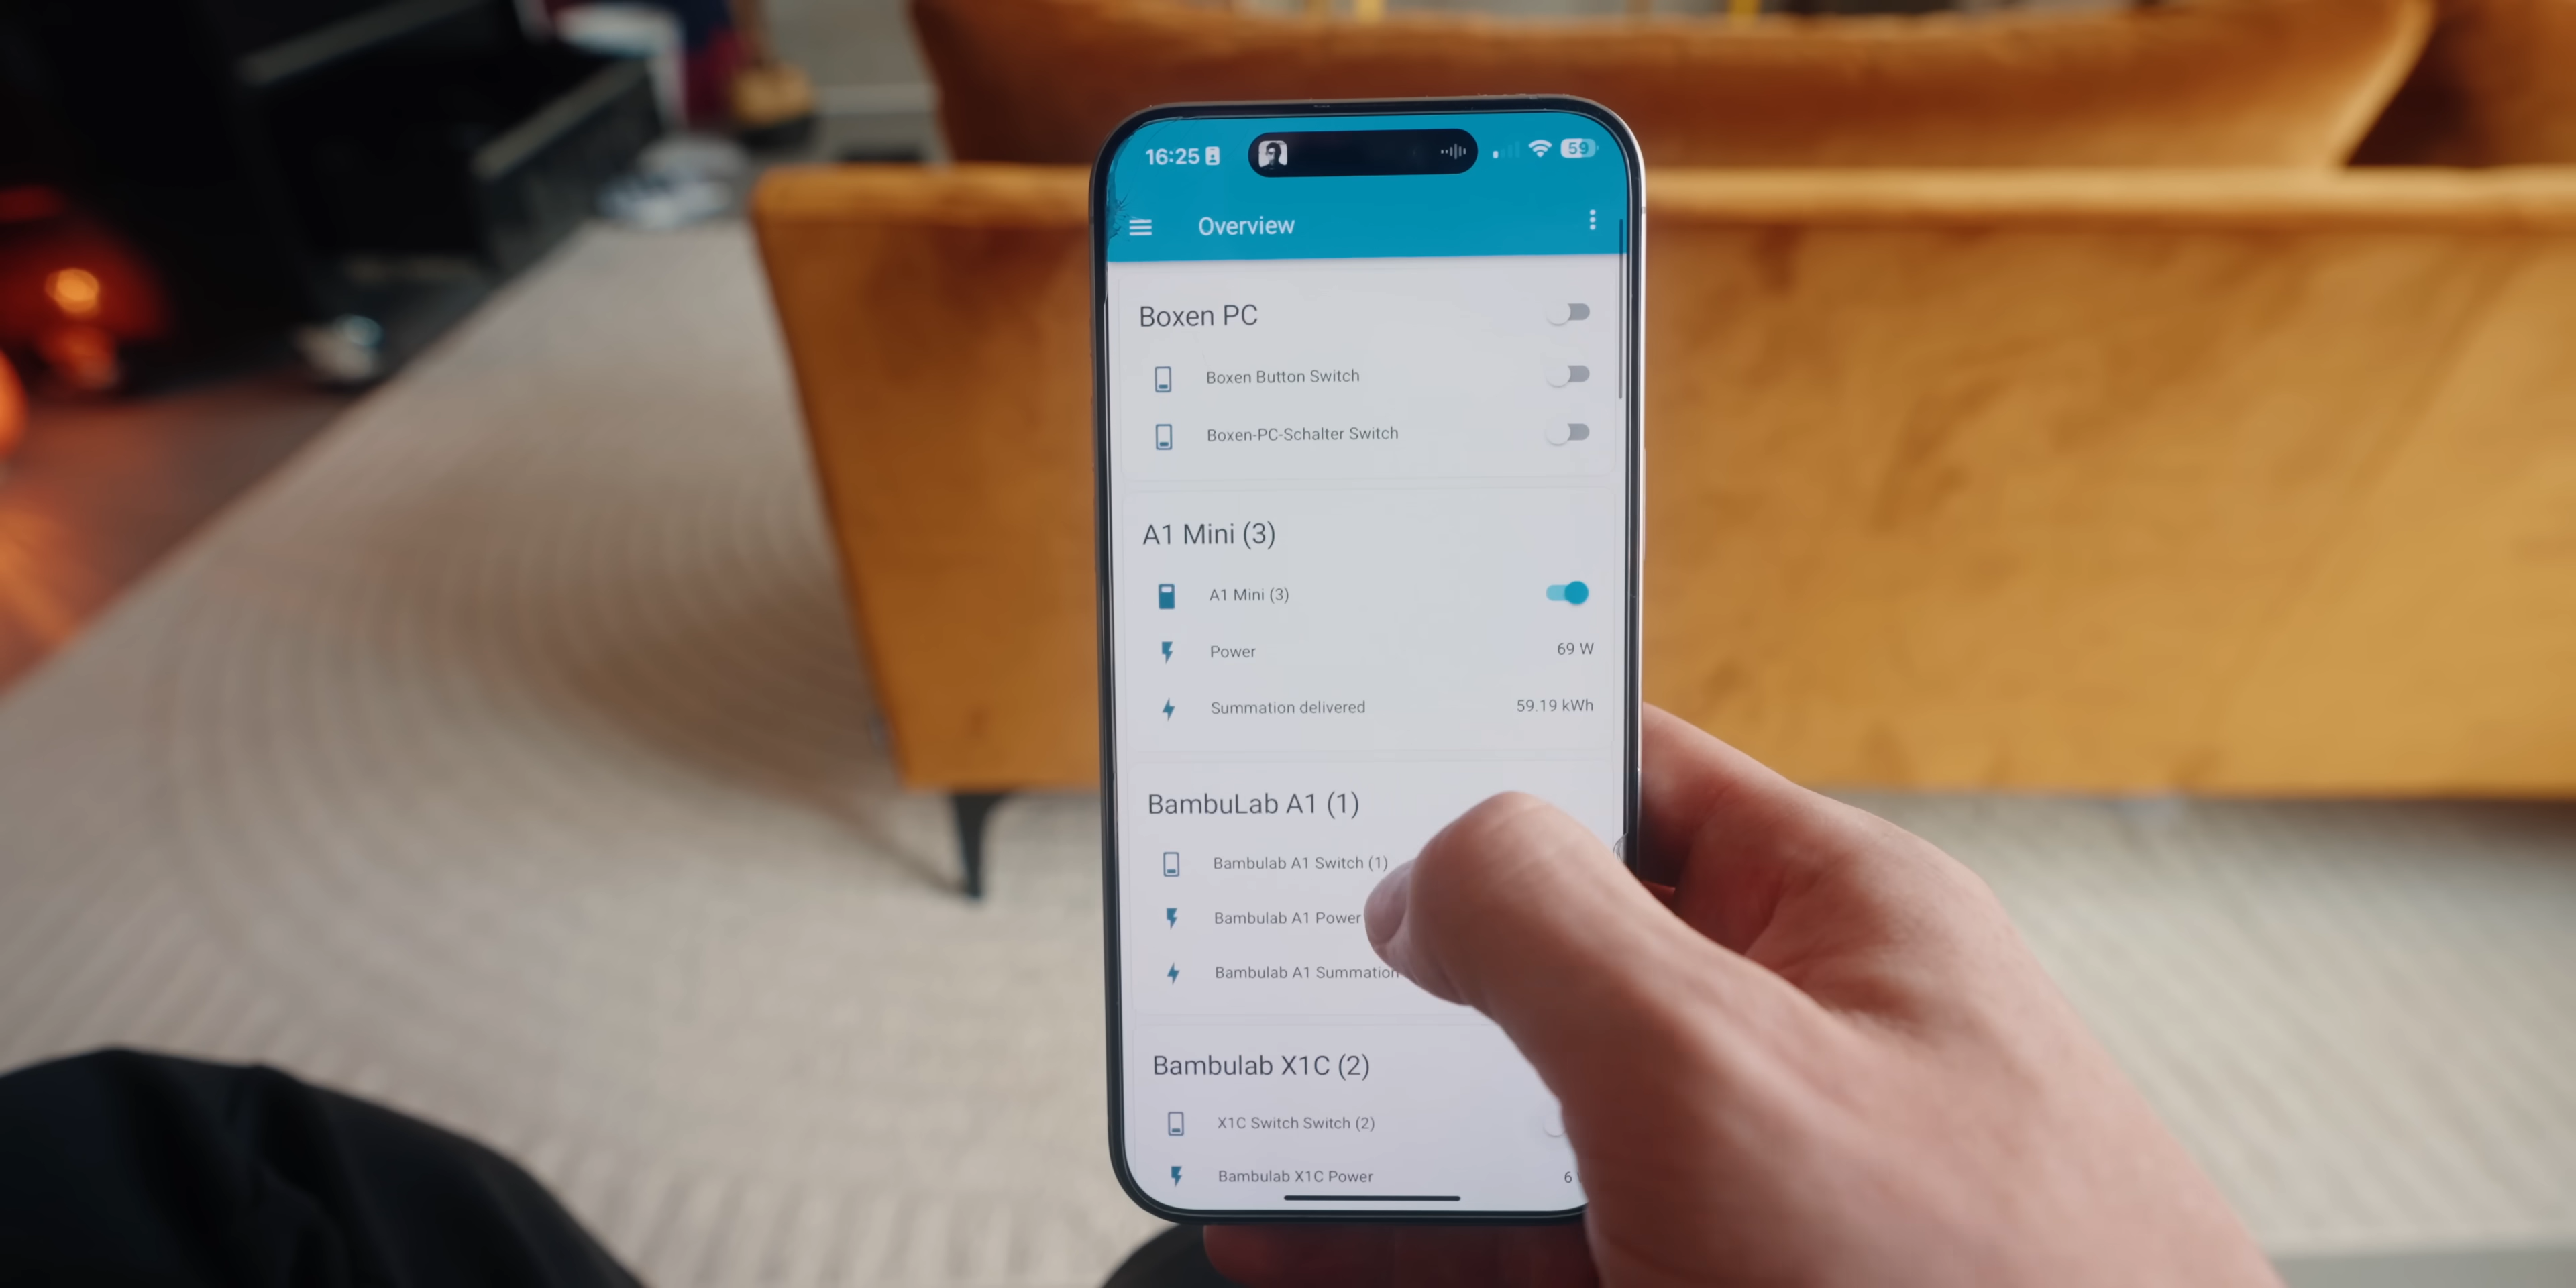 16:25
59
Overview
Boxen PC
Boxen Button Switch
Boxen-PC-Schalter Switch
A1 Mini (3)
A1 Mini (3)
Power 69 W
Summation delivered 59.19 kWh
BambuLab A1 (1)
Bambulab A1 Switch (1)
Bambulab A1 Power
Bambulab A1 Summation
Bambulab X1C (2)
X1C Switch Switch (2)
Bambulab X1C Power 6